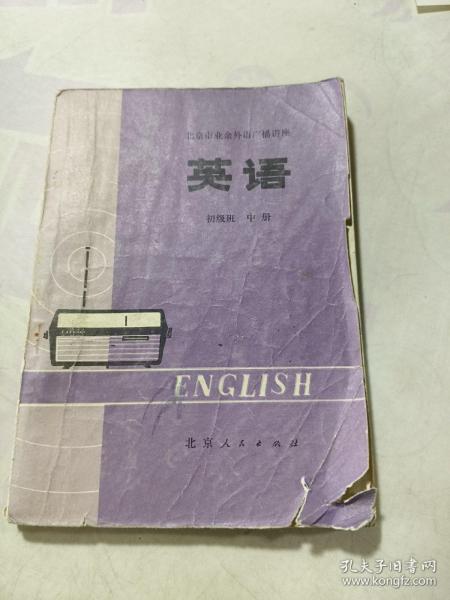 北京市业余外语广播讲座
英语
初级班 中册
ENGLISH
北京人民出版社
孔夫子旧书网
www.kongfz.com